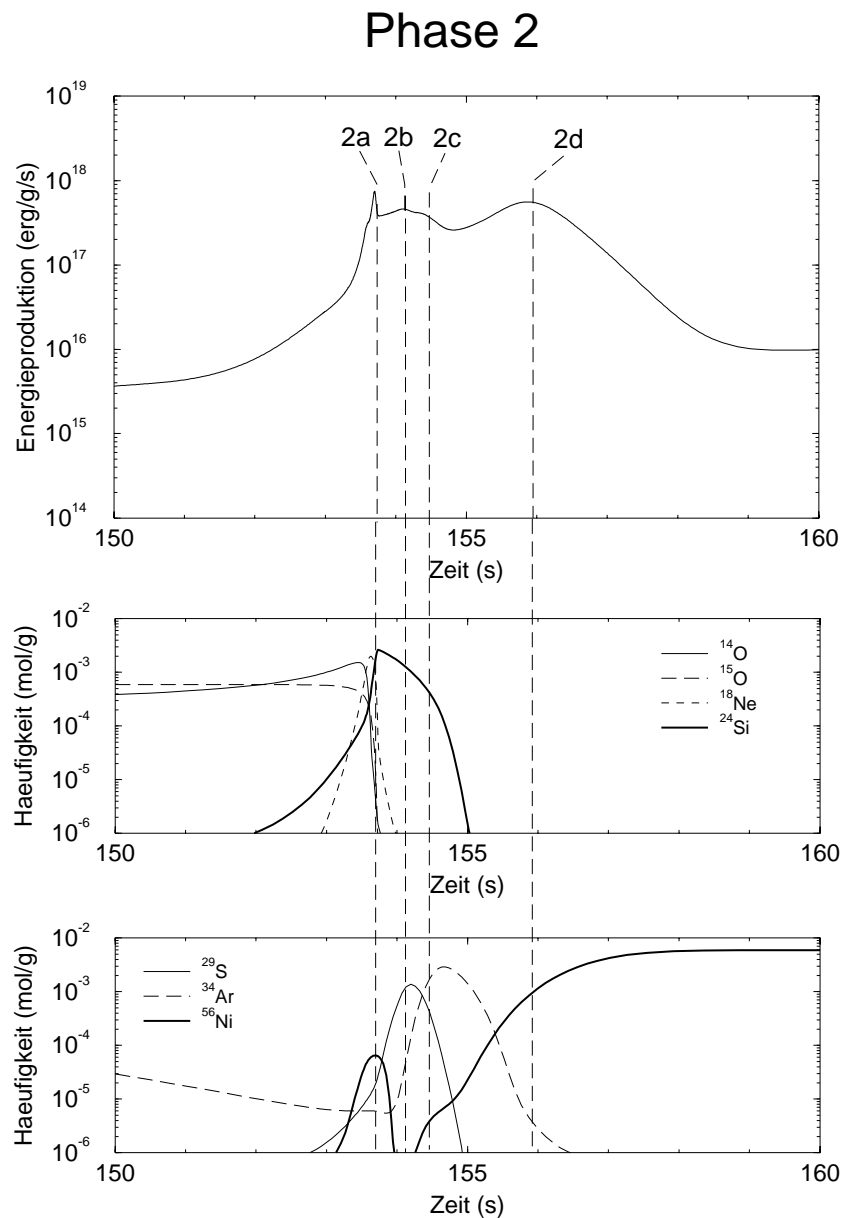 Phase 2
Energieproduktion (erg/g/s)
10^19
10^18
10^17
10^16
10^15
10^14
2a 2b 2c 2d
150 155 160
Zeit (s)
Haeufigkeit (mol/g)
10^-2
10^-3
10^-4
10^-5
10^-6
^14O
^15O
^18Ne
^24Si
150 155 160
Zeit (s)
Haeufigkeit (mol/g)
10^-2
10^-3
10^-4
10^-5
10^-6
^29S
^34Ar
^56Ni
150 155 160
Zeit (s)